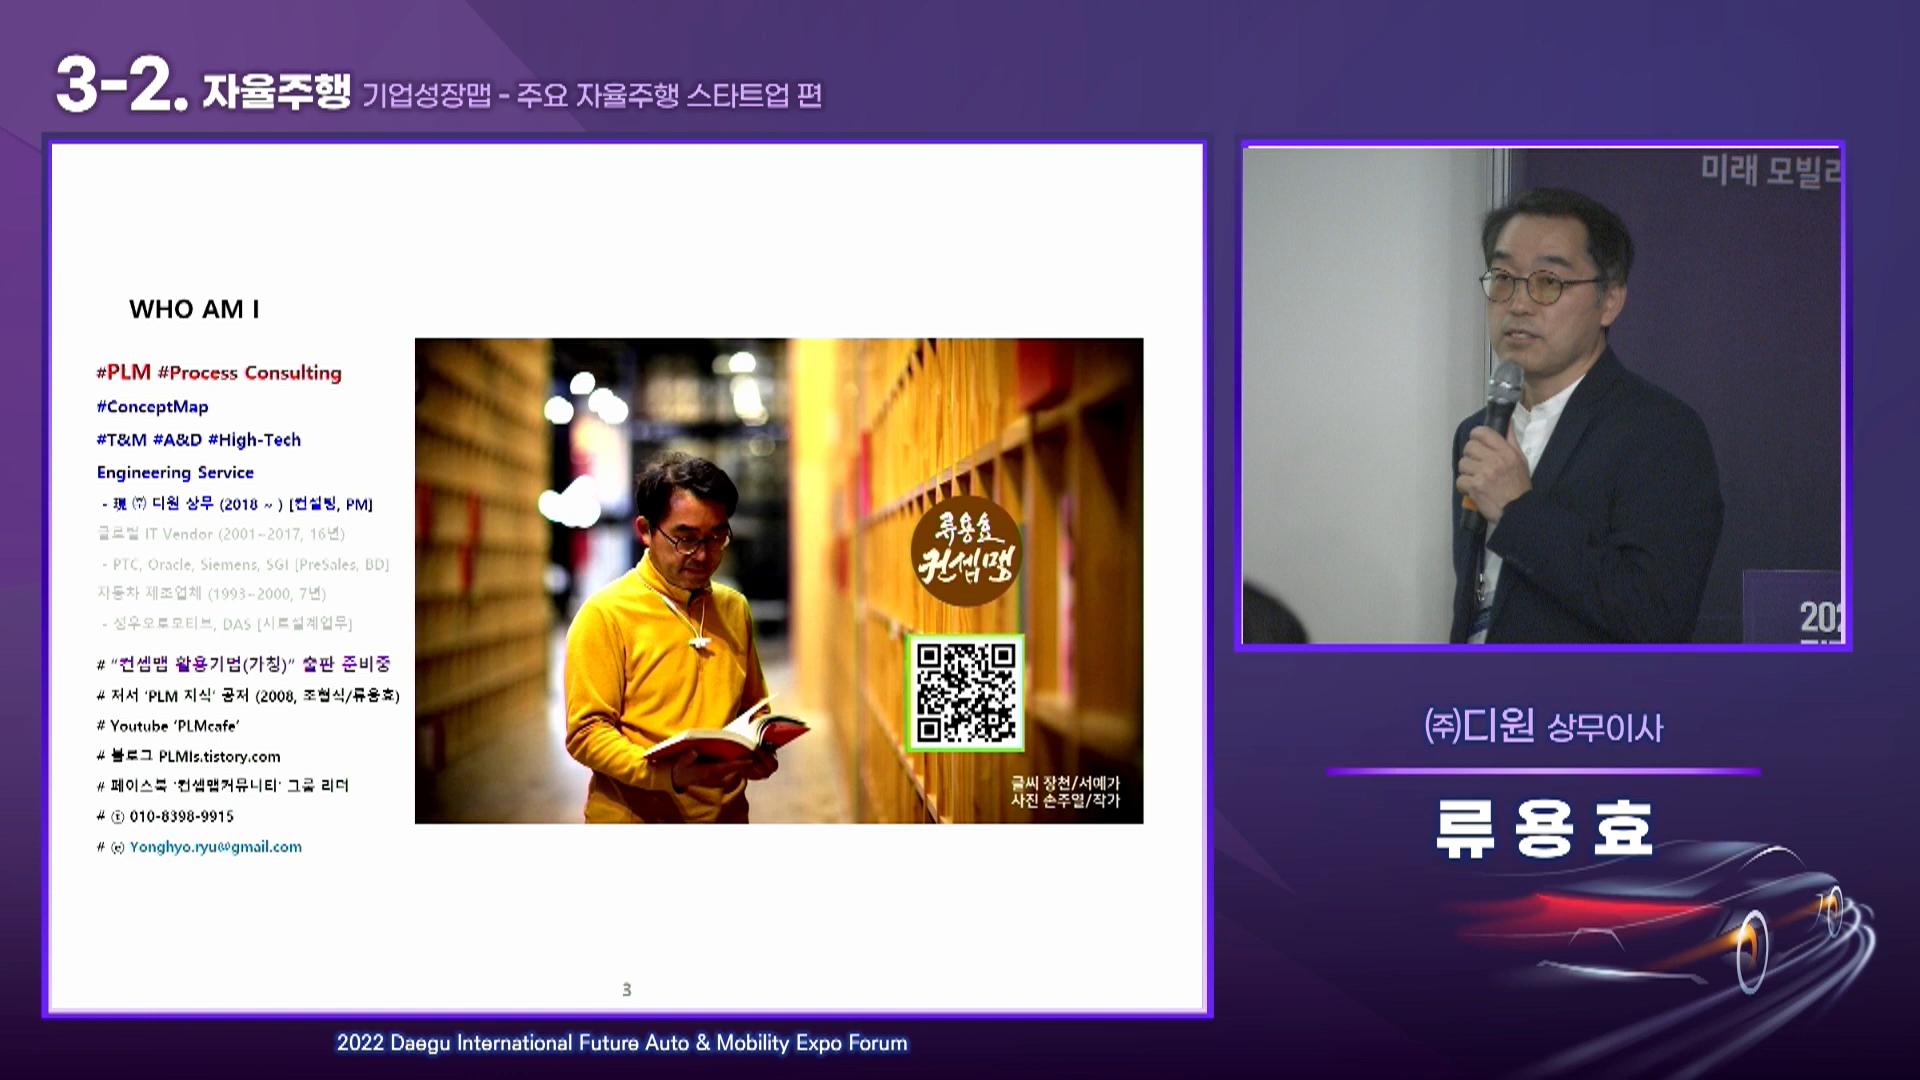 3-2. 자율주행 기업성장맵 - 주요 자율주행 스타트업 편
WHO AM I
#PLM #Process Consulting
#ConceptMap
#T&M #A&D #High-Tech
Engineering Service
- 現 ㈜ 디원 상무 (2018 ~ ) [컨설팅, PM]
글로벌 IT Vendor (2001~2017, 16년)
- PTC, Oracle, Siemens, SGI [PreSales, BD]
자동차 제조업체 (1993~2000, 7년)
- 성우오토모티브, DAS [시트설계업무]
# "컨셉맵 활용기법(가칭)" 출판 준비중
# 저서 'PLM 지식' 공저 (2008, 조형식/류용효)
# Youtube 'PLMcafe'
# 블로그 PLMIs.tistory.com
# 페이스북 '컨셉맵커뮤니티' 그룹 리더
# ⓣ 010-8398-9915
# ⓔ Yonghyo.ryu@gmail.com
류용효
컨셉맵
글씨 장천/서예가
사진 손주열/작가
3
미래 모빌리
202
㈜디원 상무이사
류용효
2022 Daegu International Future Auto & Mobility Expo Forum